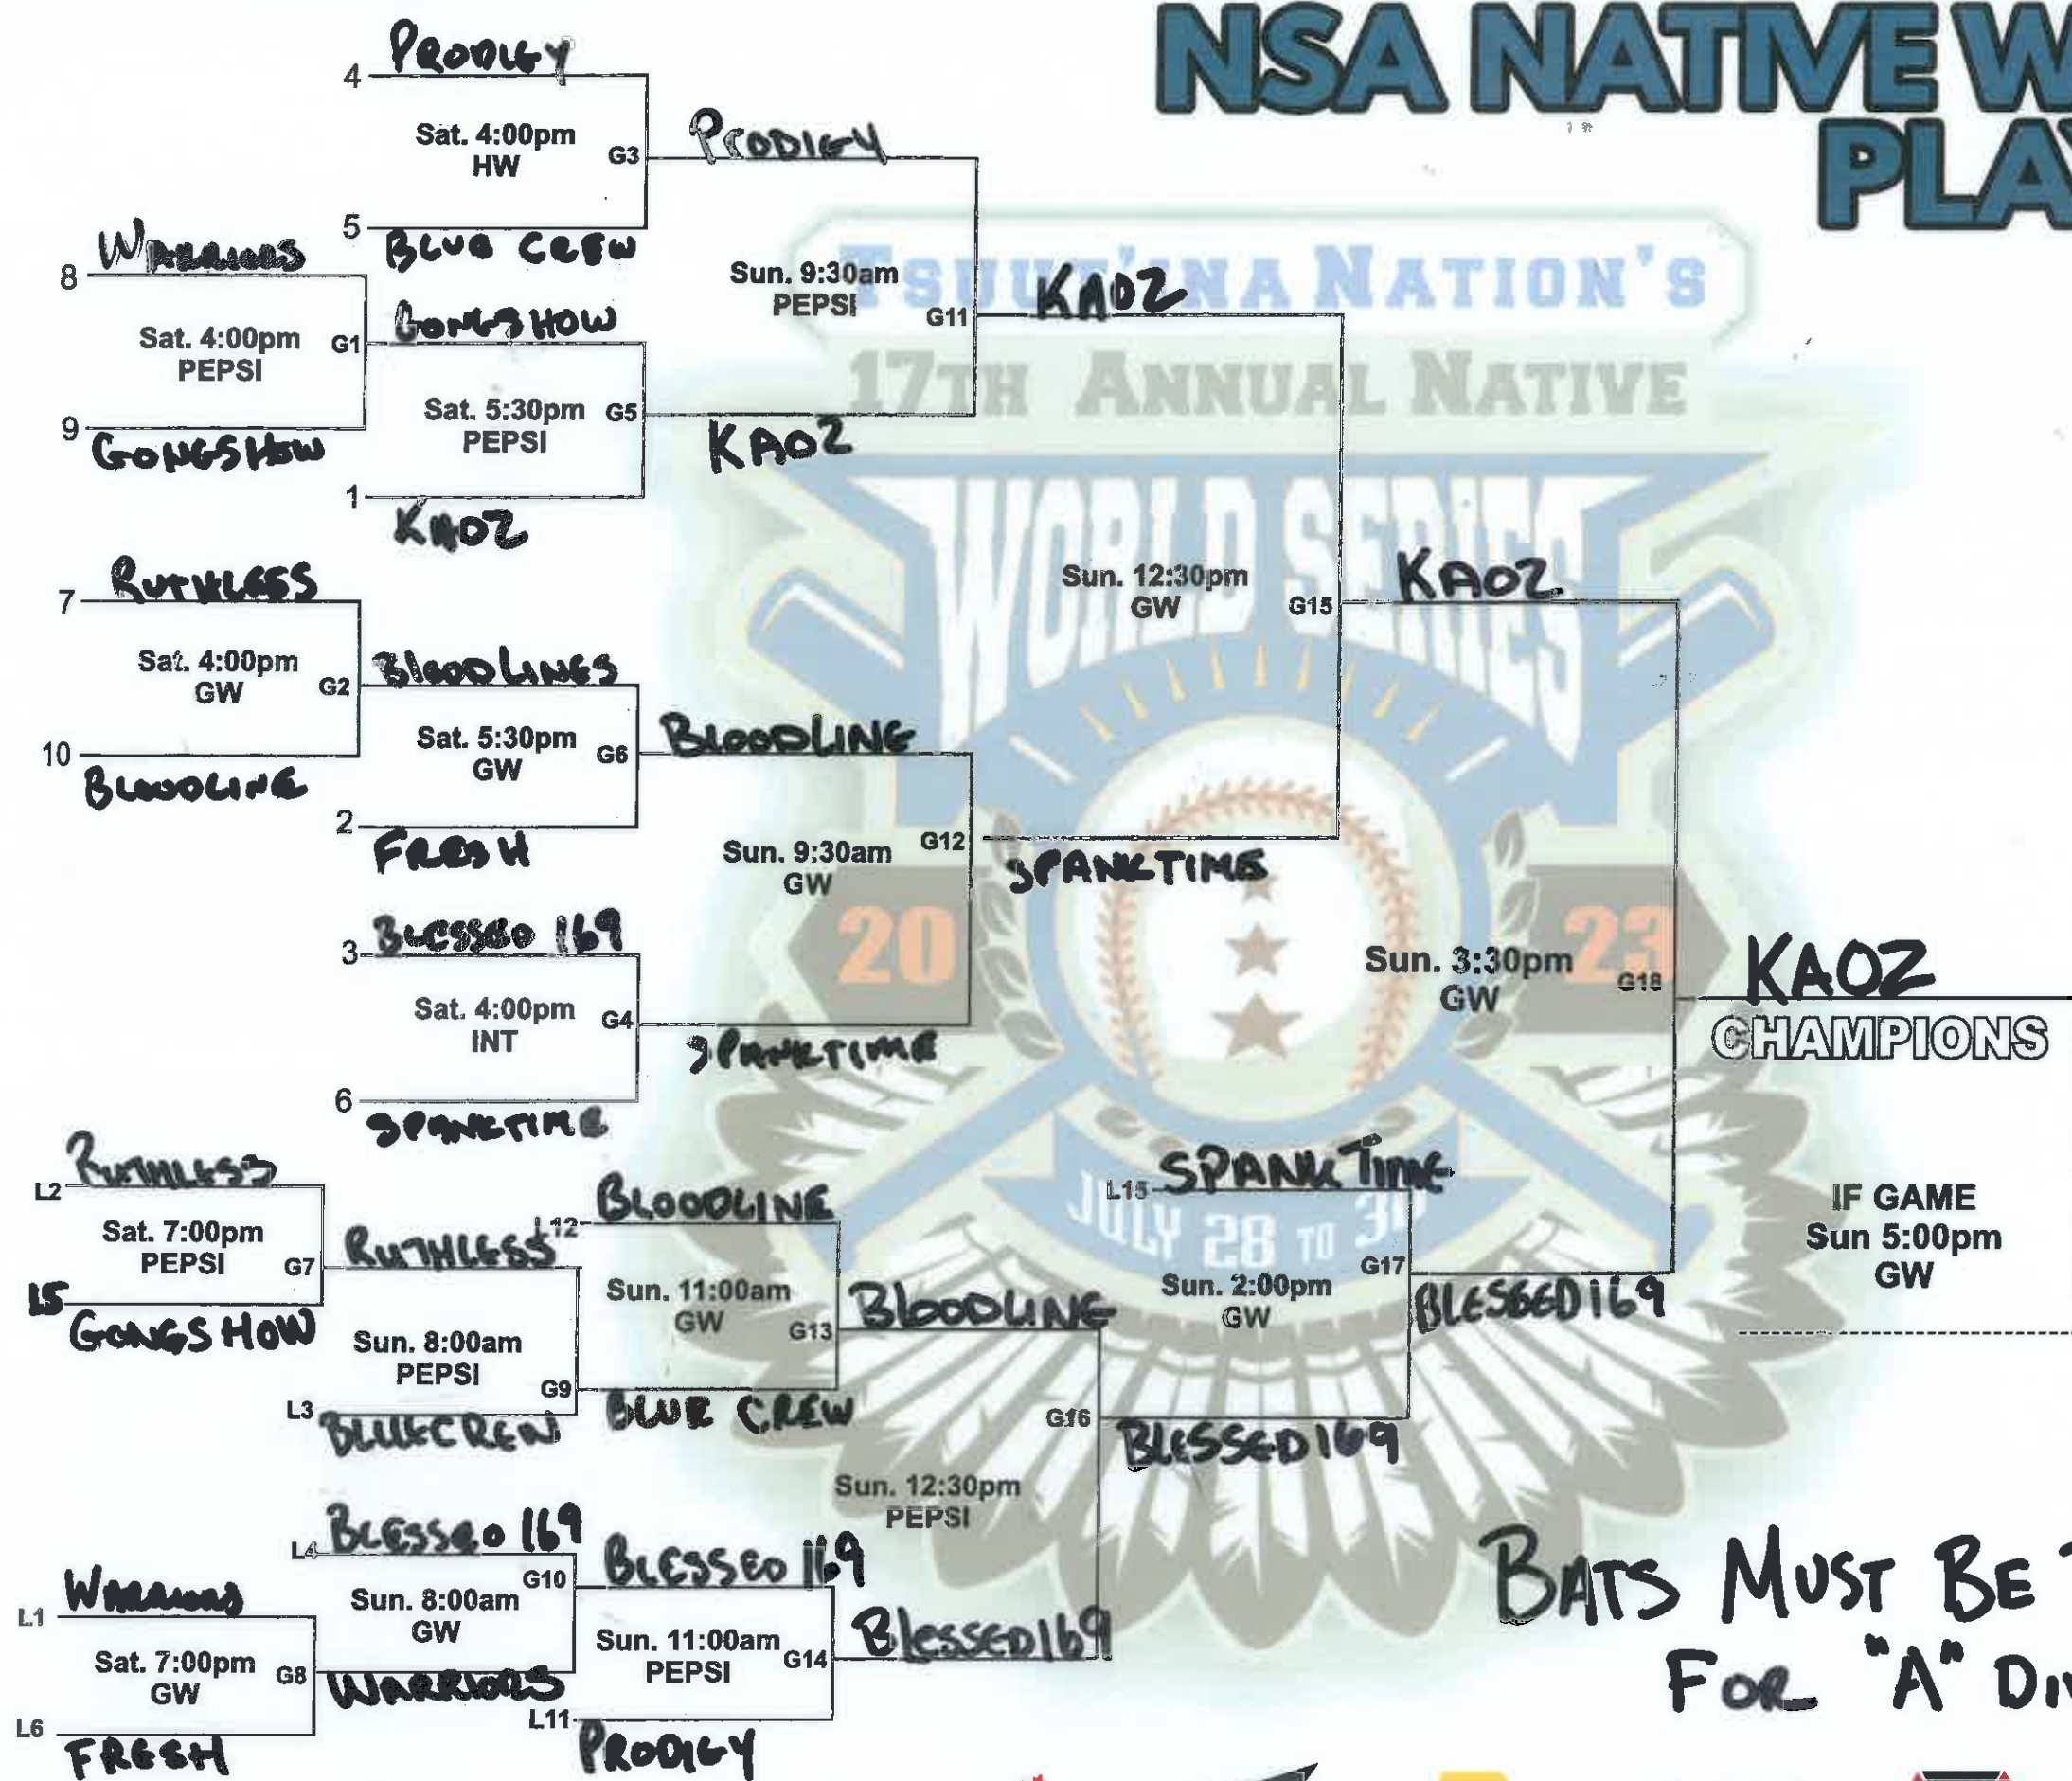 NSA NATIVE W
PLA
4 PRODIGY
Sat. 4:00pm
HW
G3
5 BLUE CREW
PRODIGY
8 WARRIORS
Sat. 4:00pm
PEPSI
G1
9 GONGSHOW
GONGSHOW
Sat. 5:30pm
PEPSI
G5
1 KAOZ
KAOZ
Sun. 9:30am
PEPSI
G11
KAOZ
TSUUT'INA NATION'S
17TH ANNUAL NATIVE
WORLD SERIES
20 23
JULY 28 TO 30
7 RUTHLESS
Sat. 4:00pm
GW
G2
10 BLOODLINE
BLOODLINES
Sat. 5:30pm
GW
G6
2 FRESH
BLOODLINE
Sun. 9:30am
GW
G12
SPANKTIME
3 BLESSED 169
Sat. 4:00pm
INT
G4
6 SPANKTIME
SPANKTIME
Sun. 12:30pm
GW
G15
KAOZ
Sun. 3:30pm
GW
G18
KAOZ
CHAMPIONS
IF GAME
Sun 5:00pm
GW
L2 RUTHLESS
Sat. 7:00pm
PEPSI
G7
L5 GONGSHOW
RUTHLESS
Sun. 8:00am
PEPSI
G9
L3 BLUECREW
L12 BLOODLINE
Sun. 11:00am
GW
G13
BLUE CREW
BLOODLINE
L15 SPANK TIME
Sun. 2:00pm
GW
G17
BLESSED169
BLESSED169
G16
Sun. 12:30pm
PEPSI
L4 BLESSED 169
Sun. 8:00am
GW
G10
WARRIORS
L1 WARRIORS
Sat. 7:00pm
GW
G8
L6 FRESH
BLESSED 169
Sun. 11:00am
PEPSI
G14
L11 PRODIGY
BLESSED169
BATS MUST BE
FOR "A" DIV